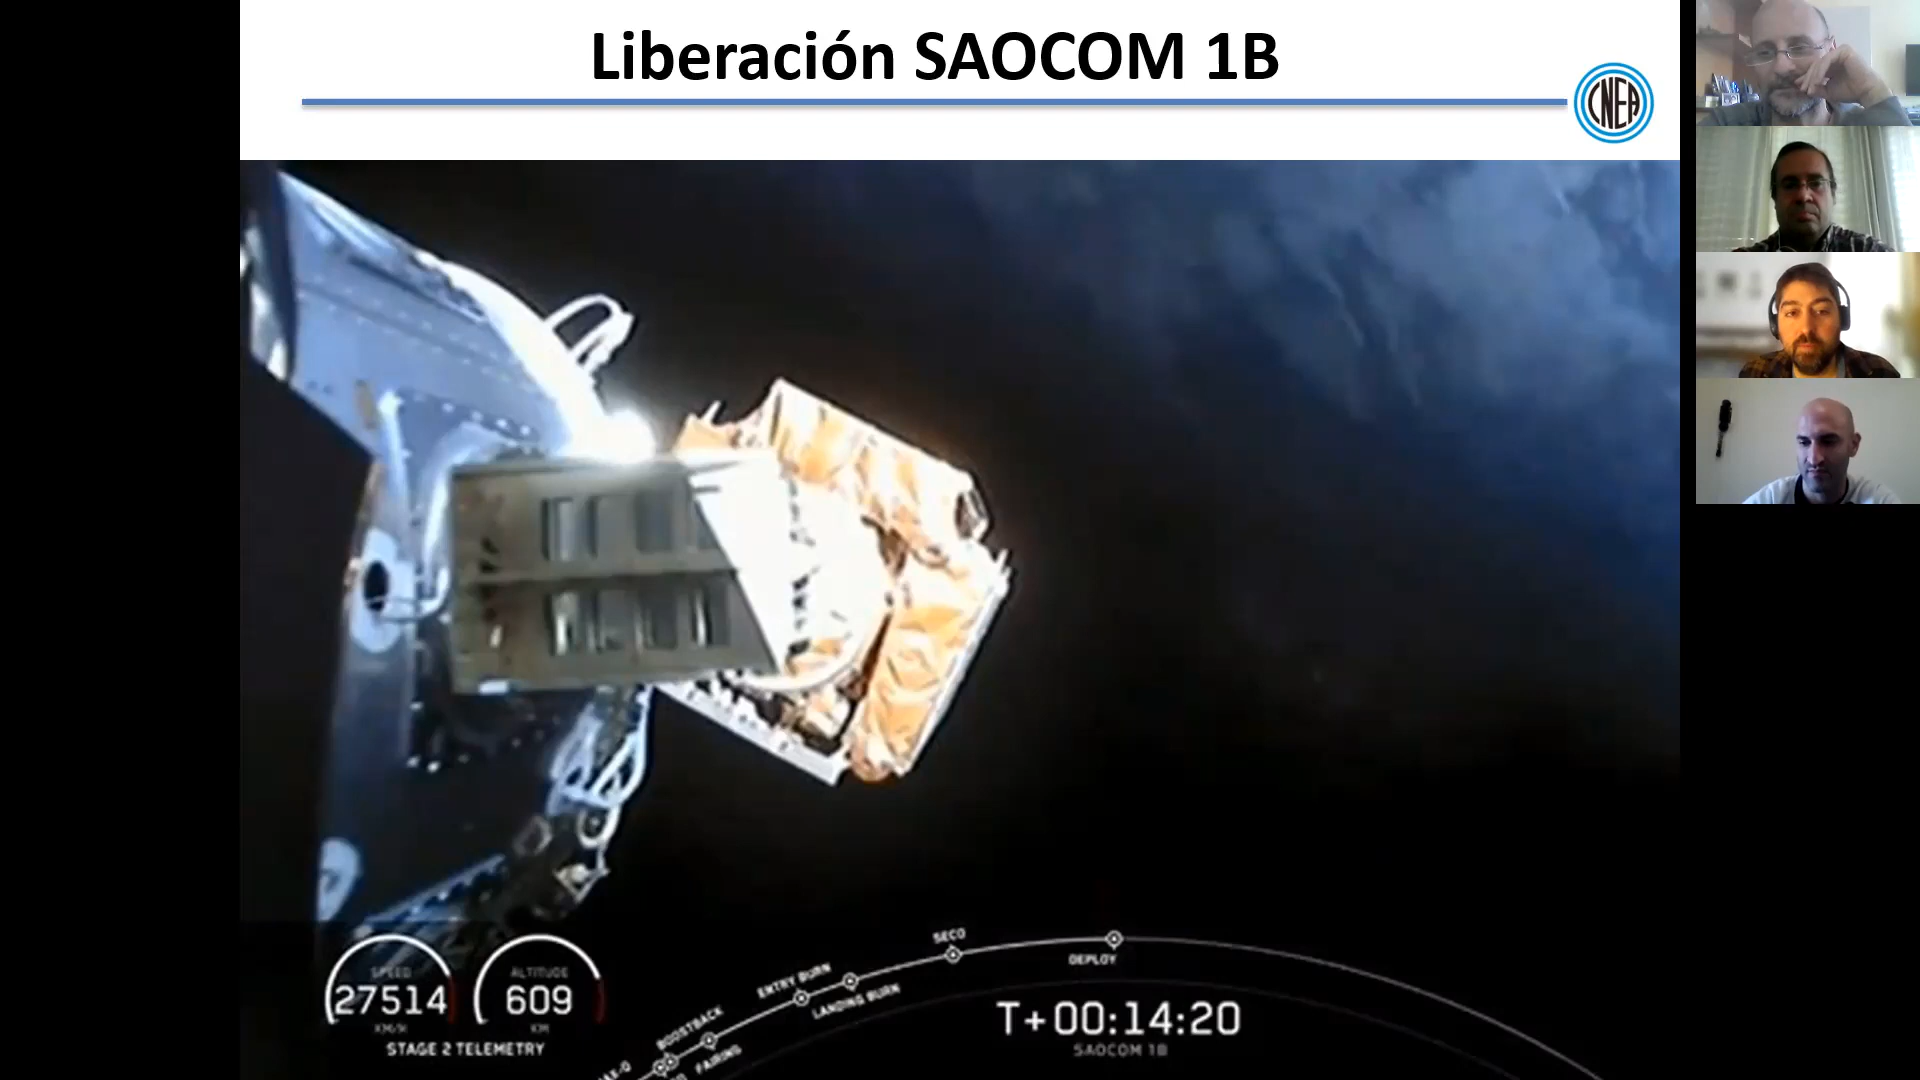 Liberación SAOCOM 1B
CNEA
SECO
DEPLOY
ENTRY BURN
LANDING BURN
BOOSTBACK
FAIRING
SPEED
27514
KM/H
ALTITUDE
609
KM
STAGE 2 TELEMETRY
T+00:14:20
SAOCOM 1B